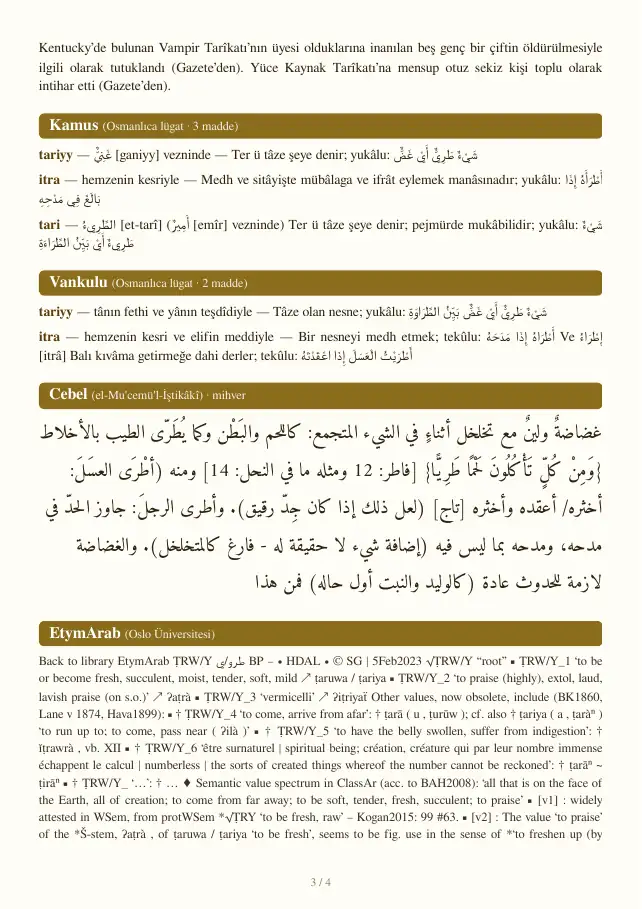 Kentucky'de bulunan Vampir Tarîkatı'nın üyesi olduklarına inanılan beş genç bir çiftin öldürülmesiyle
ilgili olarak tutuklandı (Gazete'den). Yüce Kaynak Tarîkatı'na mensup otuz sekiz kişi toplu olarak
intihar etti (Gazete'den).
Kamus (Osmanlıca lügat · 3 madde)
tariyy — غَنِيٌّ [ganiyy] vezninde — Ter ü tâze şeye denir; yukâlu: شَيْءٌ طَرِيٌّ أَيْ غَضٌّ
itra — hemzenin kesriyle — Medh ve sitâyişte mübâlaga ve ifrât eylemek manâsınadır; yukâlu: أَطْرَأَهُ إِذَا
بَالَغَ فِي مَدْحِهِ
tari — الطَّرِيءُ [et-tarî] (أَمِيرٌ [emîr] vezninde) Ter ü tâze şeye denir; pejmürde mukâbilidir; yukâlu: شَيْءٌ
طَرِيءٌ أَيْ بَيِّنُ الطَّرَاءَةِ
Vankulu (Osmanlıca lügat · 2 madde)
tariyy — tânın fethi ve yânın teşdîdiyle — Tâze olan nesne; yukâlu: شَيْءٌ طَرِيٌّ أَيْ غَضٌّ بَيِّنُ الطَّرَاوَةِ
itra — hemzenin kesri ve elifin meddiyle — Bir nesneyi medh etmek; tekûlu: أَطْرَاهُ إِذَا مَدَحَهُ Ve إِطْرَاءُ
[itrâ] Balı kıvâma getirmeğe dahi derler; tekûlu: أَطْرَيْتُ الْعَسَلَ إِذَا اعْقَدْتَهُ
Cebel (el-Mu'cemü'l-İştikâkî) · mihver
غضاضةٌ ولينٌ مع تخلخل أثناءٍ في الشيء المتجمع: كاللحم والبَطْن وكما يُطَرّى الطيب بالأخلاط
{وَمِنْ كُلٍّ تَأْكُلُونَ لَحْمًا طَرِيًّا} [فاطر: 12 ومثله ما في النحل: 14] ومنه (أَطْرَى العسَلَ:
أخثره/ أعقده وأخثره [تاج] (لعل ذلك إذا كان جِدّ رقيق). وأطرى الرجلَ: جاوز الحدّ في
مدحه، ومدحه بما ليس فيه (إضافة شيء لا حقيقة له - فارغ كالمتخلخل). والغضاضة
لازمة للحدوث عادة (كالوليد والنبت أول حاله) فمن هذا
EtymArab (Oslo Üniversitesi)
Back to library EtymArab ṬRW/Y طرو/ي BP – • HDAL • © SG | 5Feb2023 √ṬRW/Y “root” ▪ ṬRW/Y_1 ‘to be
or become fresh, succulent, moist, tender, soft, mild ↗ ṭaruwa / ṭariya ▪ ṬRW/Y_2 ‘to praise (highly), extol, laud,
lavish praise (on s.o.)’ ↗ ʔaṭrà ▪ ṬRW/Y_3 ‘vermicelli’ ↗ ʔiṭriyaẗ Other values, now obsolete, include (BK1860,
Lane v 1874, Hava1899): ▪ † ṬRW/Y_4 ‘to come, arrive from afar’: † ṭarā ( u , ṭurūw ); cf. also † ṭariya ( a , ṭaràⁿ )
‘to run up to; to come, pass near ( ʔilà )’ ▪ † ṬRW/Y_5 ‘to have the belly swollen, suffer from indigestion’: †
ĭṭrawrà , vb. XII ▪ † ṬRW/Y_6 ‘être surnaturel | spiritual being; création, créature qui par leur nombre immense
échappent le calcul | numberless | the sorts of created things whereof the number cannot be reckoned’: † ṭaràⁿ ~
ṭiràⁿ ▪ † ṬRW/Y_ ‘…’: † … ♦ Semantic value spectrum in ClassAr (acc. to BAH2008): ‘all that is on the face of
the Earth, all of creation; to come from far away; to be soft, tender, fresh, succulent; to praise’ ▪ [v1] : widely
attested in WSem, from protWSem *√ṬRY ‘to be fresh, raw’ – Kogan2015: 99 #63. ▪ [v2] : The value ‘to praise’
of the *Š-stem, ʔaṭrà , of ṭaruwa / ṭariya ‘to be fresh’, seems to be fig. use in the sense of *‘to freshen up (by
3 / 4